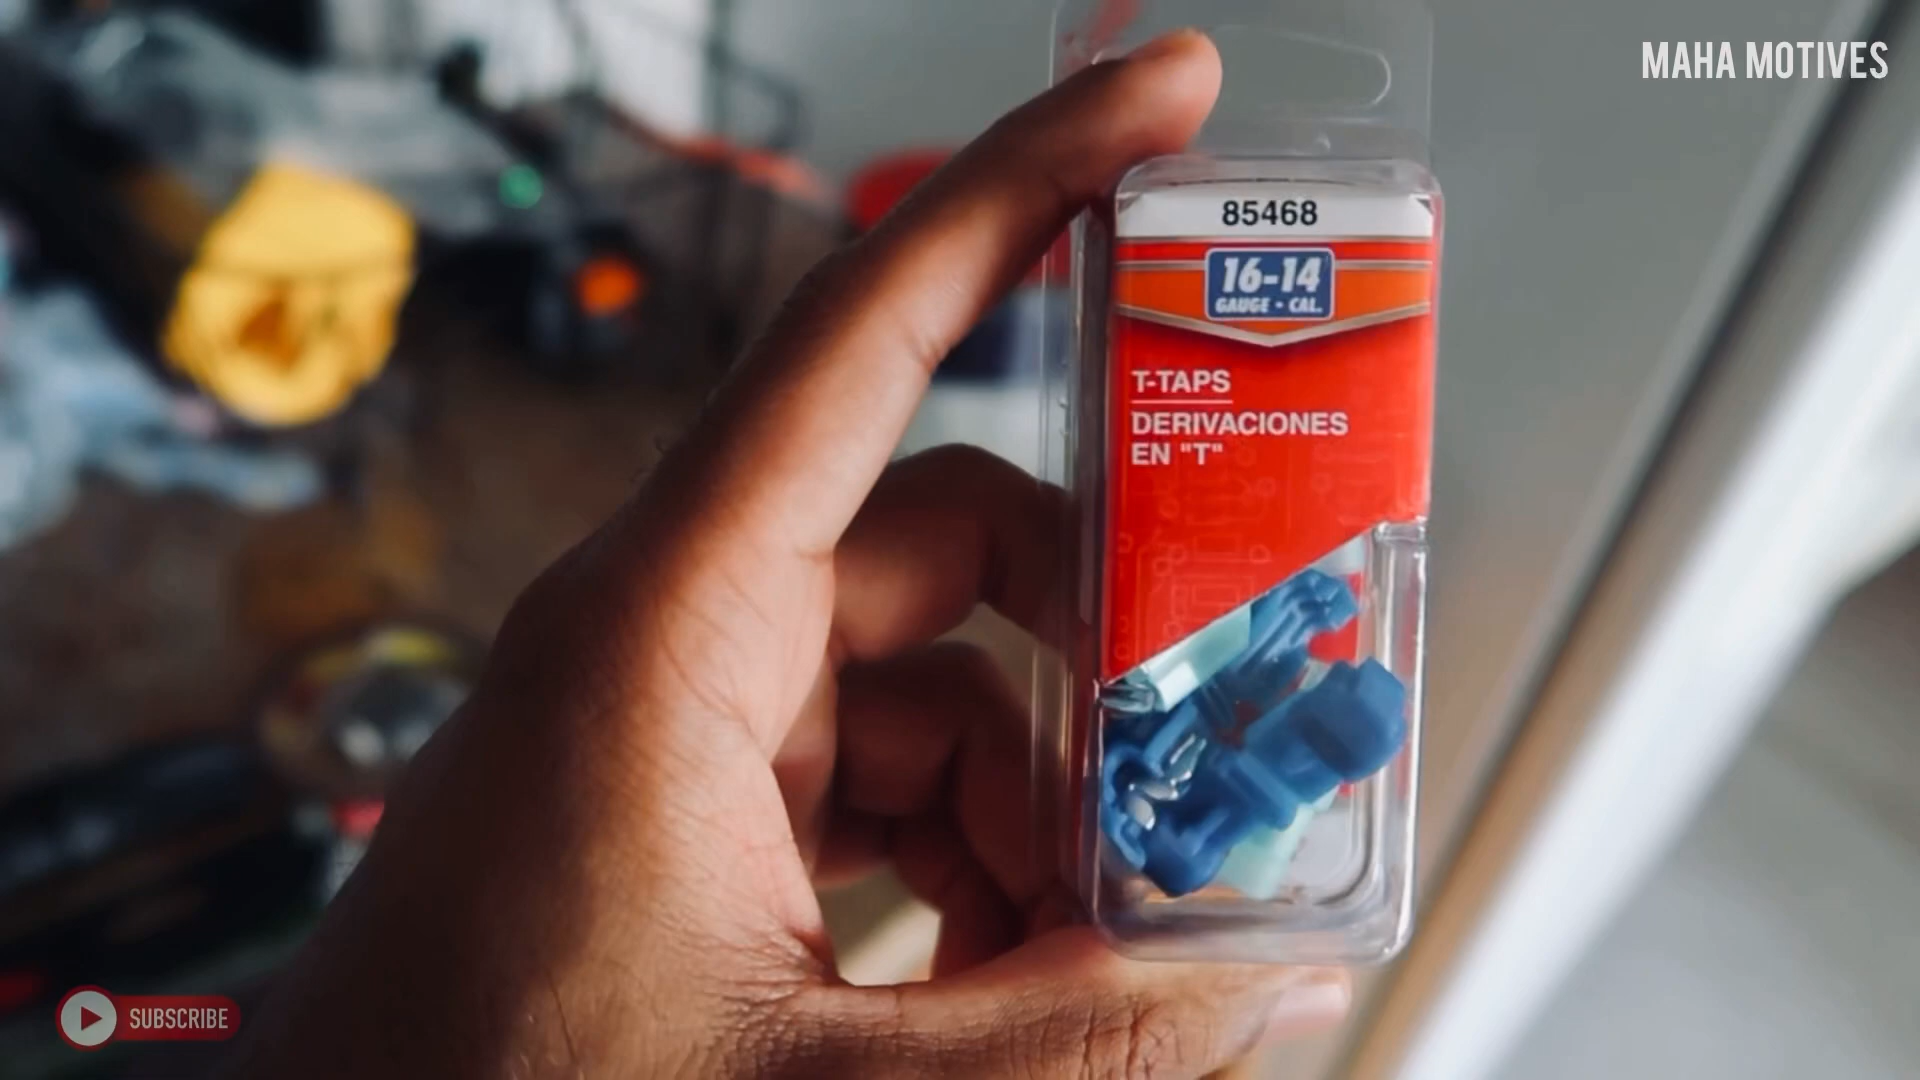 MAHA MOTIVES
85468
16-14
GAUGE • CAL.
T-TAPS
DERIVACIONES
EN "T"
SUBSCRIBE